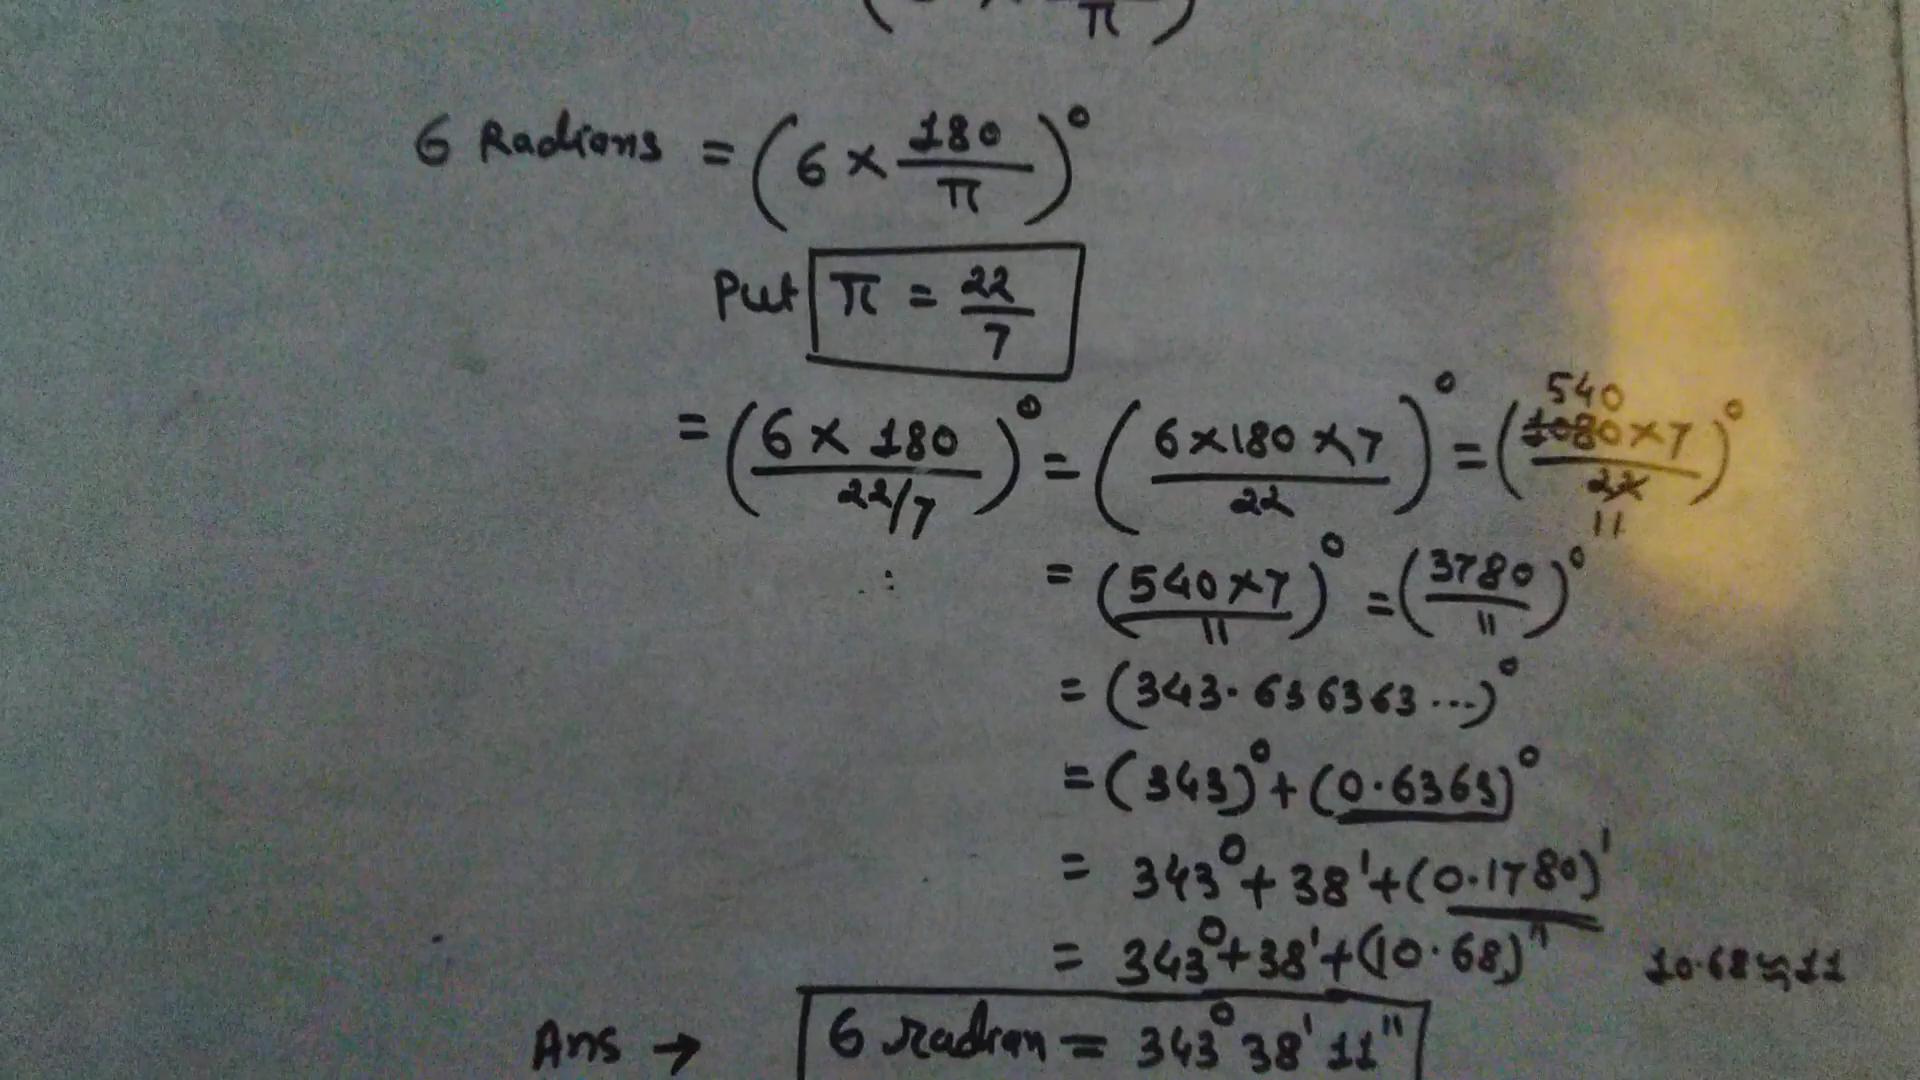 ( π )
6 Radians = (6 × 180/π)°
Put π = 22/7
= (6 × 180 / 22/7)° = (6×180×7 / 22)° = (540 1080×7 / 22 11)°
= (540×7 / 11)° = (3780 / 11)°
= (343.636363...)°
= (343)° + (0.6363)°
= 343° + 38' + (0.1780)'
= 343° + 38' + (10.68)" 10.68 ≈ 11
Ans → 6 radian = 343° 38' 11"